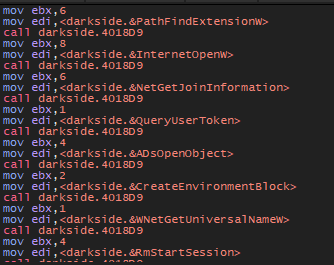 mov ebx,6
mov edi,<darkside.&PathFindExtensionW>
call darkside.4018D9
mov ebx,8
mov edi,<darkside.&InternetOpenW>
call darkside.4018D9
mov ebx,6
mov edi,<darkside.&NetGetJoinInformation>
call darkside.4018D9
mov ebx,1
mov edi,<darkside.&QueryUserToken>
call darkside.4018D9
mov ebx,4
mov edi,<darkside.&ADsOpenObject>
call darkside.4018D9
mov ebx,2
mov edi,<darkside.&CreateEnvironmentBlock>
call darkside.4018D9
mov ebx,1
mov edi,<darkside.&WNetGetUniversalNameW>
call darkside.4018D9
mov ebx,4
mov edi,<darkside.&RmStartSession>
call darkside.4018D9